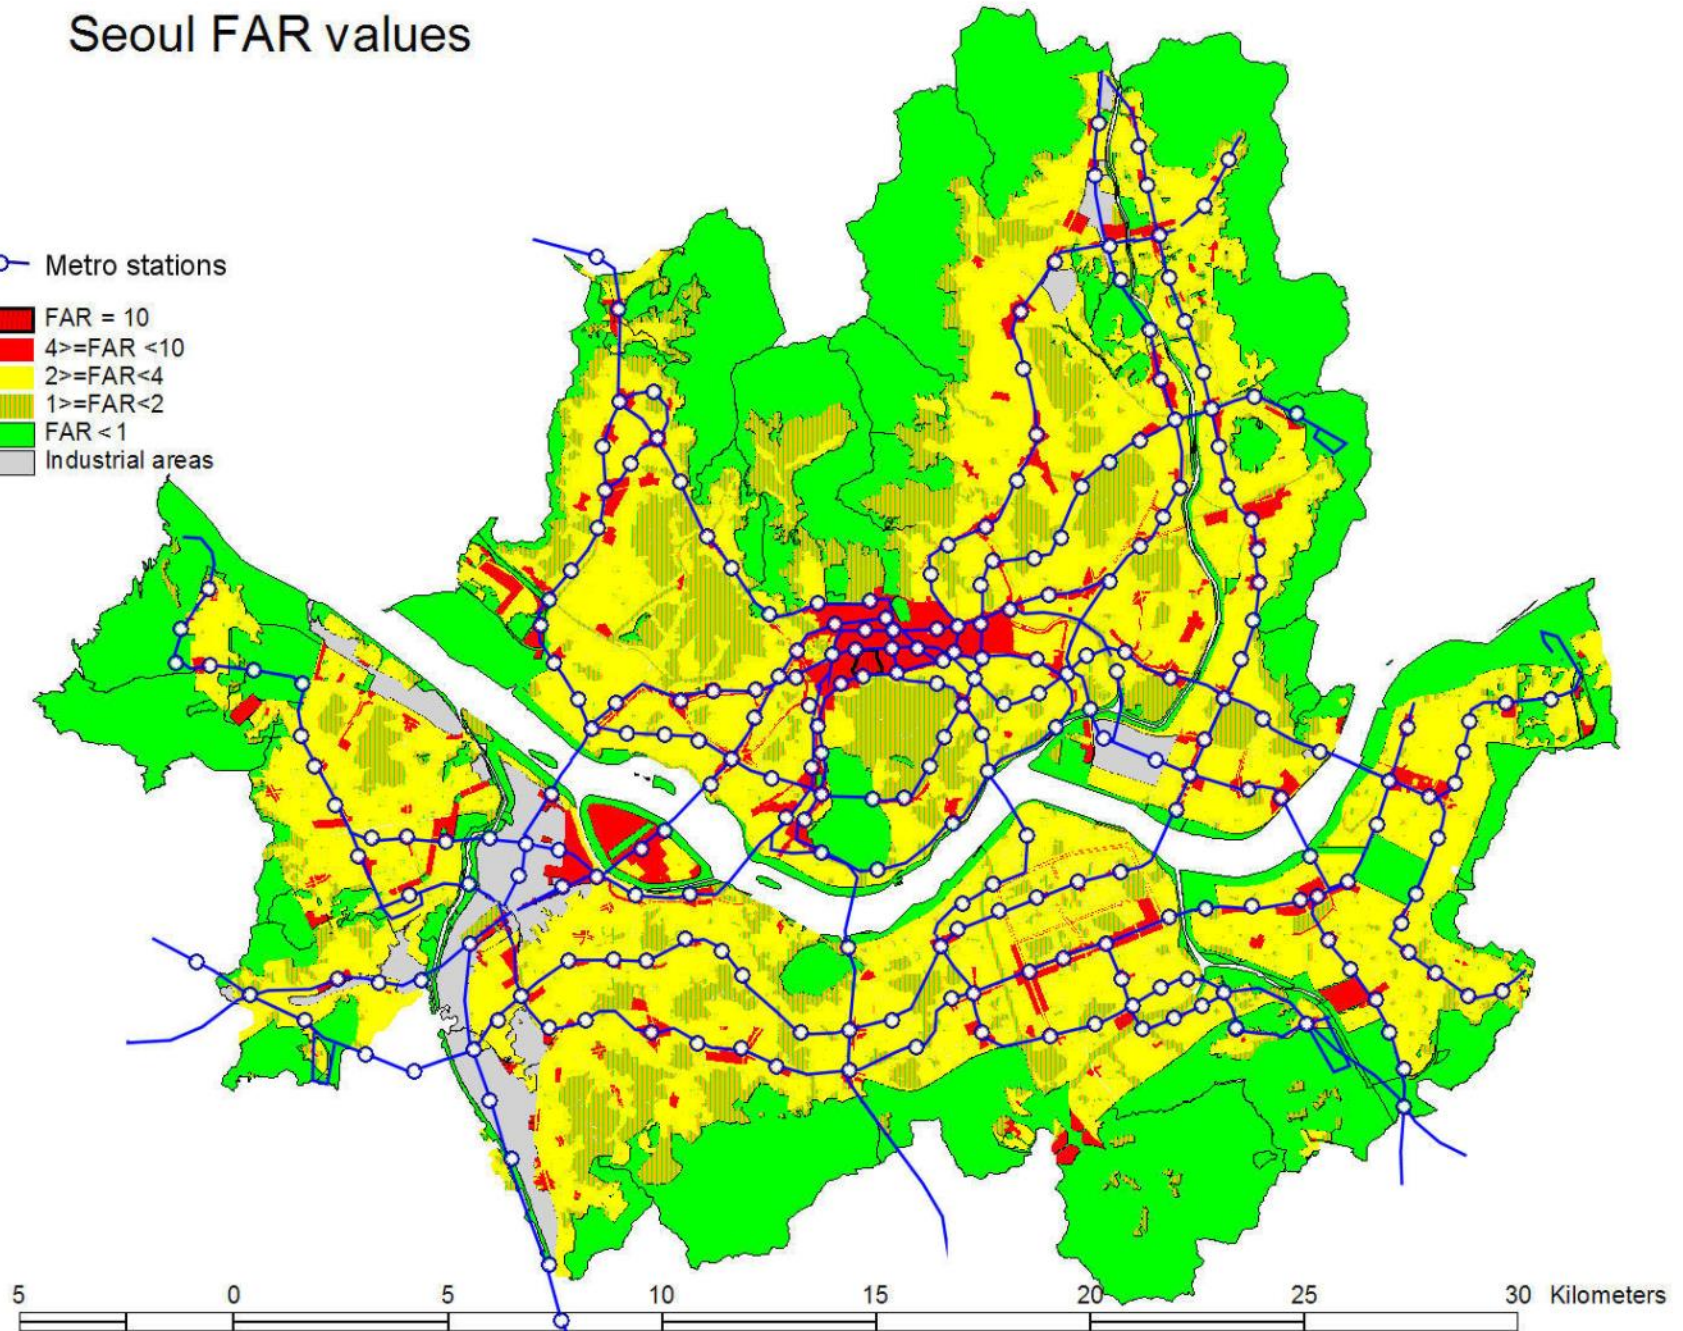 Seoul FAR values
Metro stations
FAR = 10
4>=FAR <10
2>=FAR<4
1>=FAR<2
FAR < 1
Industrial areas
5 0 5 10 15 20 25 30 Kilometers